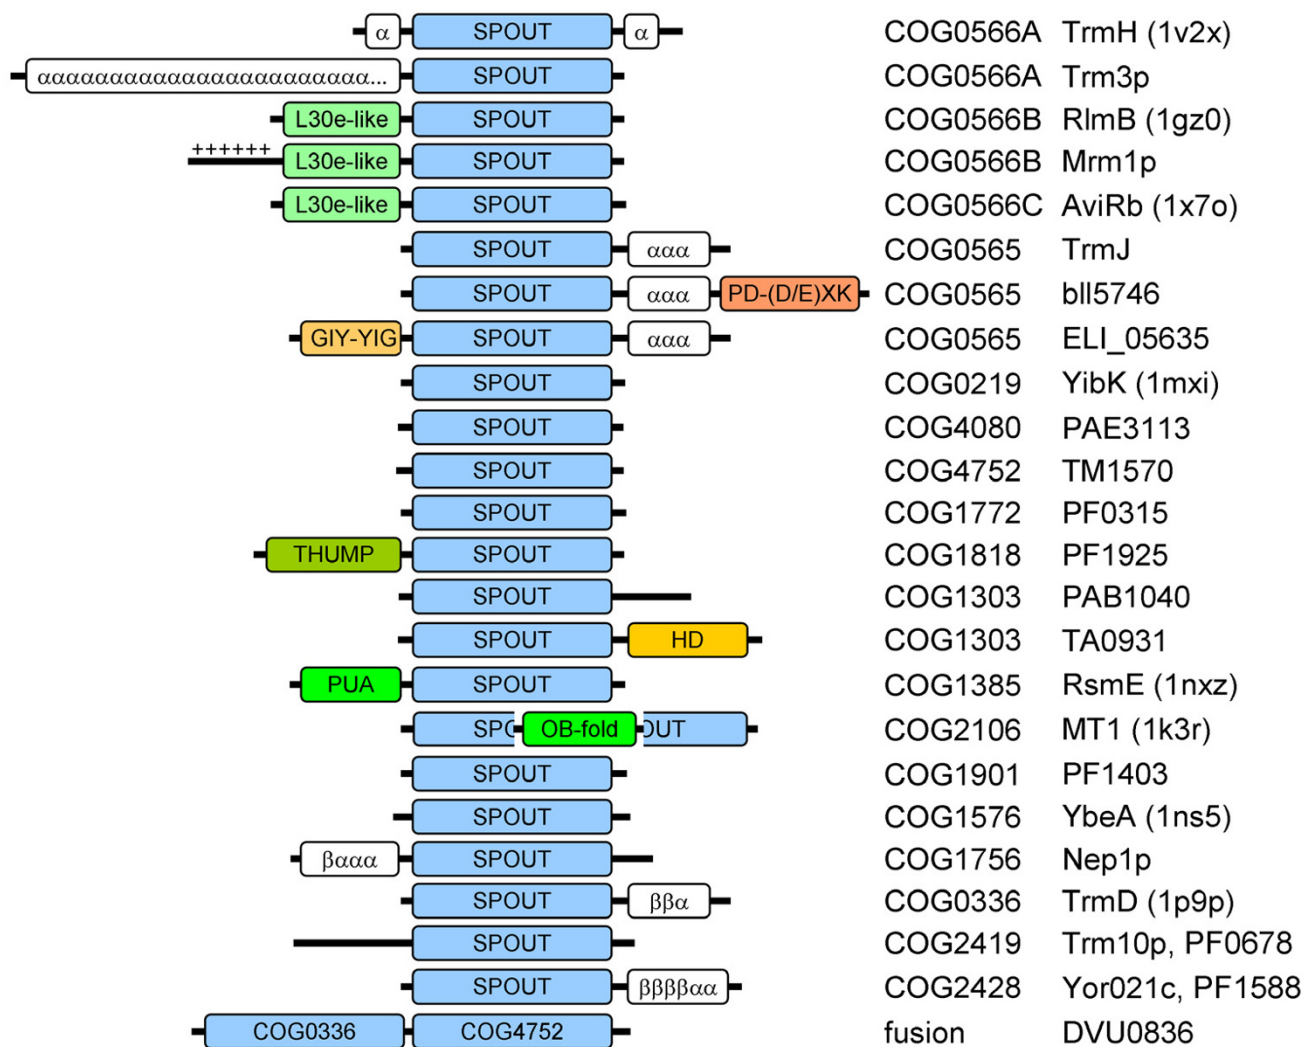 α SPOUT α COG0566A TrmH (1v2x)
αααααααααααααααααααααααα... SPOUT COG0566A Trm3p
L30e-like SPOUT COG0566B RlmB (1gz0)
++++++ L30e-like SPOUT COG0566B Mrm1p
L30e-like SPOUT COG0566C AviRb (1x7o)
SPOUT ααα COG0565 TrmJ
SPOUT ααα PD-(D/E)XK COG0565 bll5746
GIY-YIG SPOUT ααα COG0565 ELI_05635
SPOUT COG0219 YibK (1mxi)
SPOUT COG4080 PAE3113
SPOUT COG4752 TM1570
SPOUT COG1772 PF0315
THUMP SPOUT COG1818 PF1925
SPOUT COG1303 PAB1040
SPOUT HD COG1303 TA0931
PUA SPOUT COG1385 RsmE (1nxz)
SPO OB-fold OUT COG2106 MT1 (1k3r)
SPOUT COG1901 PF1403
SPOUT COG1576 YbeA (1ns5)
βααα SPOUT COG1756 Nep1p
SPOUT ββα COG0336 TrmD (1p9p)
SPOUT COG2419 Trm10p, PF0678
SPOUT ββββαα COG2428 Yor021c, PF1588
COG0336 COG4752 fusion DVU0836